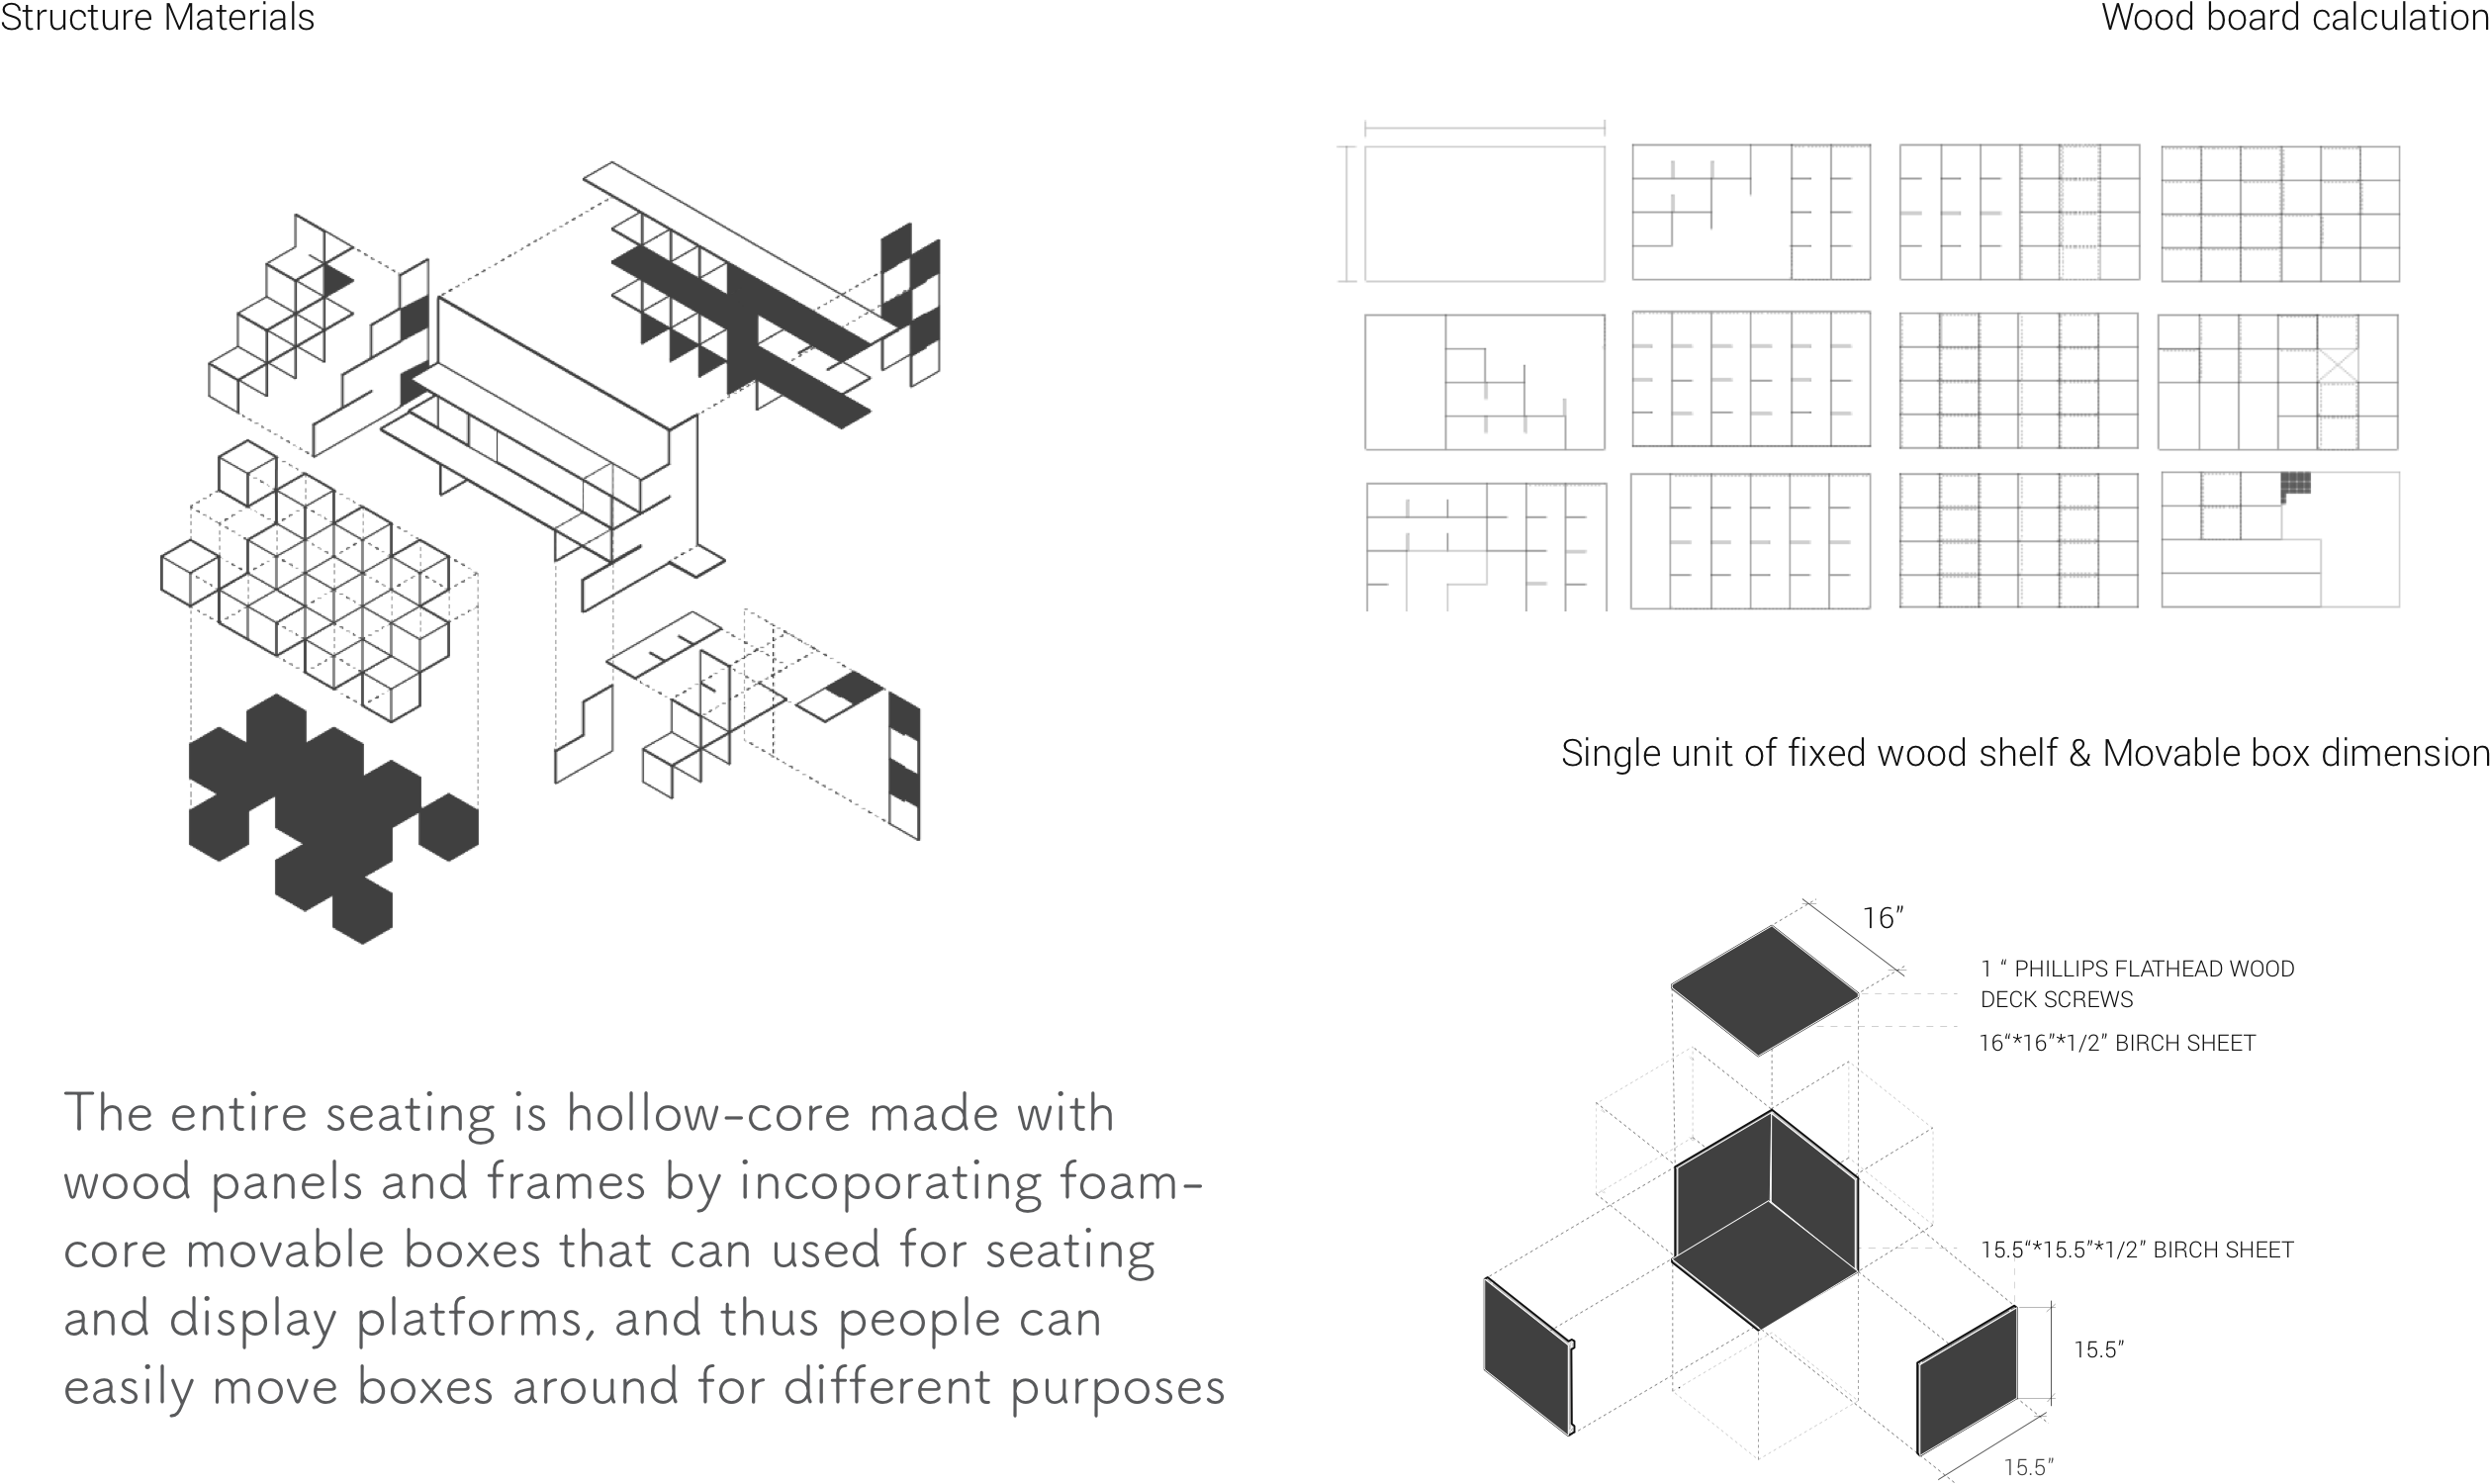 Structure Materials
Wood board calculation
Single unit of fixed wood shelf & Movable box dimension
16”
1 “ PHILLIPS FLATHEAD WOOD
DECK SCREWS
16“*16”*1/2” BIRCH SHEET
15.5“*15.5”*1/2” BIRCH SHEET
15.5”
15.5”
The entire seating is hollow-core made with
wood panels and frames by incoporating foam-
core movable boxes that can used for seating
and display platforms, and thus people can
easily move boxes around for different purposes